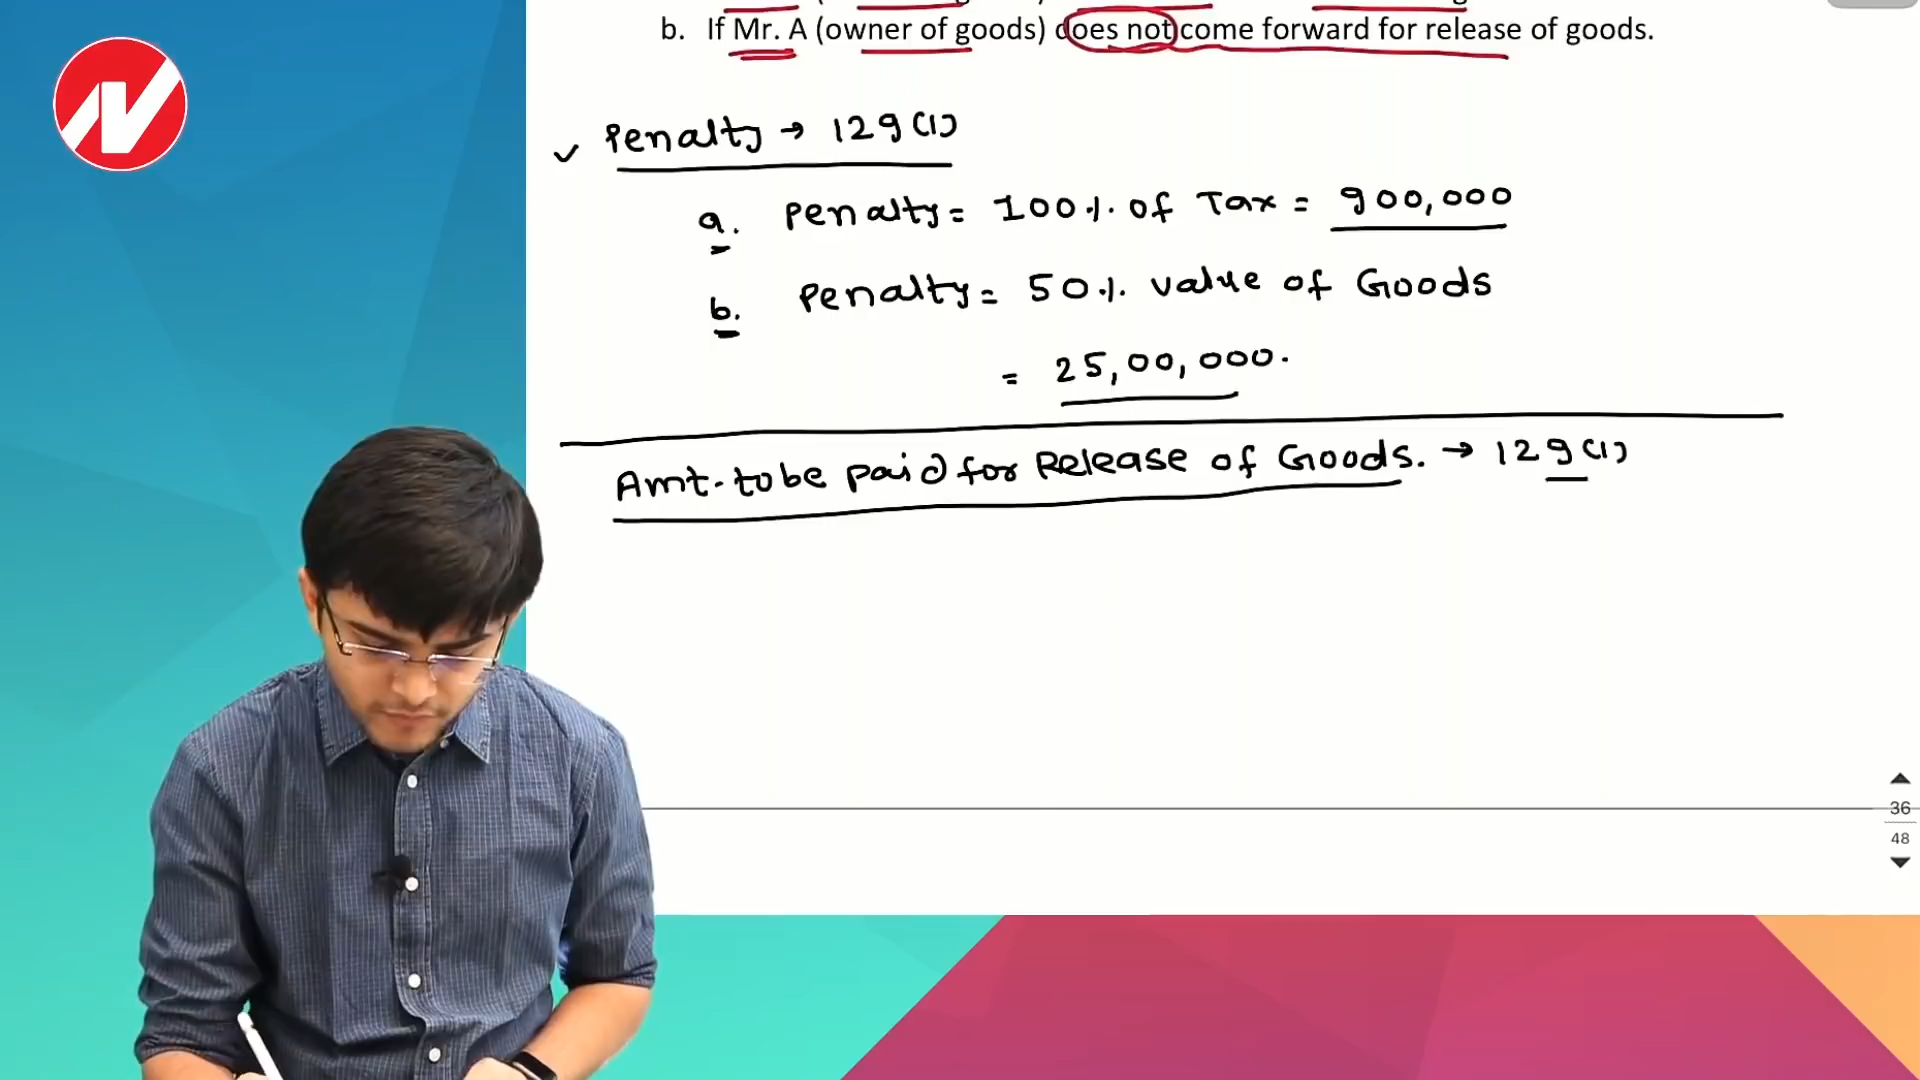 b. If Mr. A (owner of goods) does not come forward for release of goods.
Penalty → 129(1)
a. Penalty = 100% of Tax = 900,000
b. Penalty = 50% value of Goods
= 25,00,000.
Amt. to be paid for Release of Goods. → 129(1)
36
48